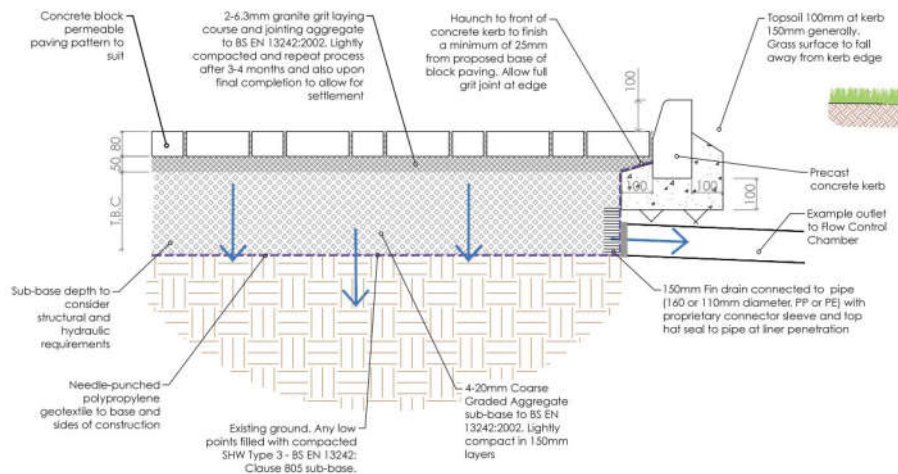 Concrete block
permeable
paving pattern to
suit
2-6.3mm granite grit laying
course and jointing aggregate
to BS EN 13242:2002. Lightly
compacted and repeat process
after 3-4 months and also upon
final completion to allow for
settlement
Haunch to front of
concrete kerb to finish
a minimum of 25mm
from proposed base of
block paving. Allow full
grit joint at edge
Topsoil 100mm at kerb
150mm generally.
Grass surface to fall
away from kerb edge
100
80
50
T.B.C
100
100
100
Precast
concrete kerb
Example outlet
to Flow Control
Chamber
Sub-base depth to
consider
structural and
hydraulic
requirements
150mm Fin drain connected to pipe
(160 or 110mm diameter, PP or PE) with
proprietary connector sleeve and top
hat seal to pipe at liner penetration
Needle-punched
polypropylene
geotextile to base and
sides of construction
Existing ground. Any low
points filled with compacted
SHW Type 3 - BS EN 13242:
Clause 805 sub-base.
4-20mm Coarse
Graded Aggregate
sub-base to BS EN
13242:2002. Lightly
compact in 150mm
layers